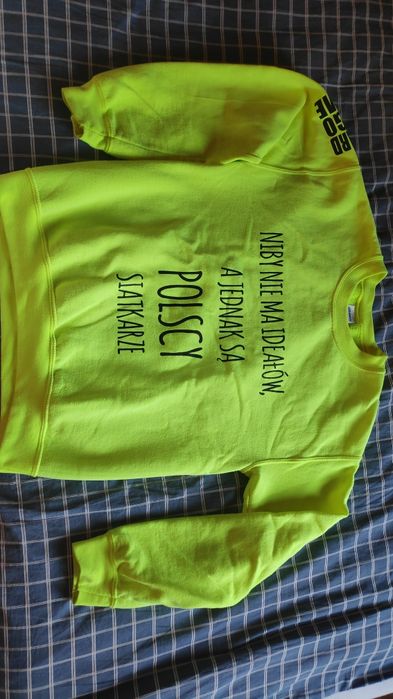 NIBY NIE MA IDEAŁÓW,
A JEDNAK SĄ
POLSCY
SIATKARZE